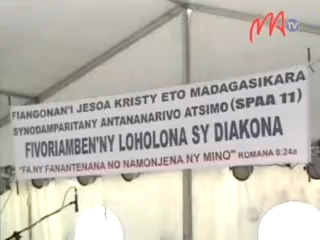 MA TV
FIANGONAN'I JESOA KRISTY ETO MADAGASIKARA
SYNODAMPARITANY ANTANANARIVO ATSIMO (SPAA 11)
FIVORIAMBEN'NY LOHOLONA SY DIAKONA
"FA NY FANANTENANA NO NAMONJENA NY MINO" ROMANA 8:24a